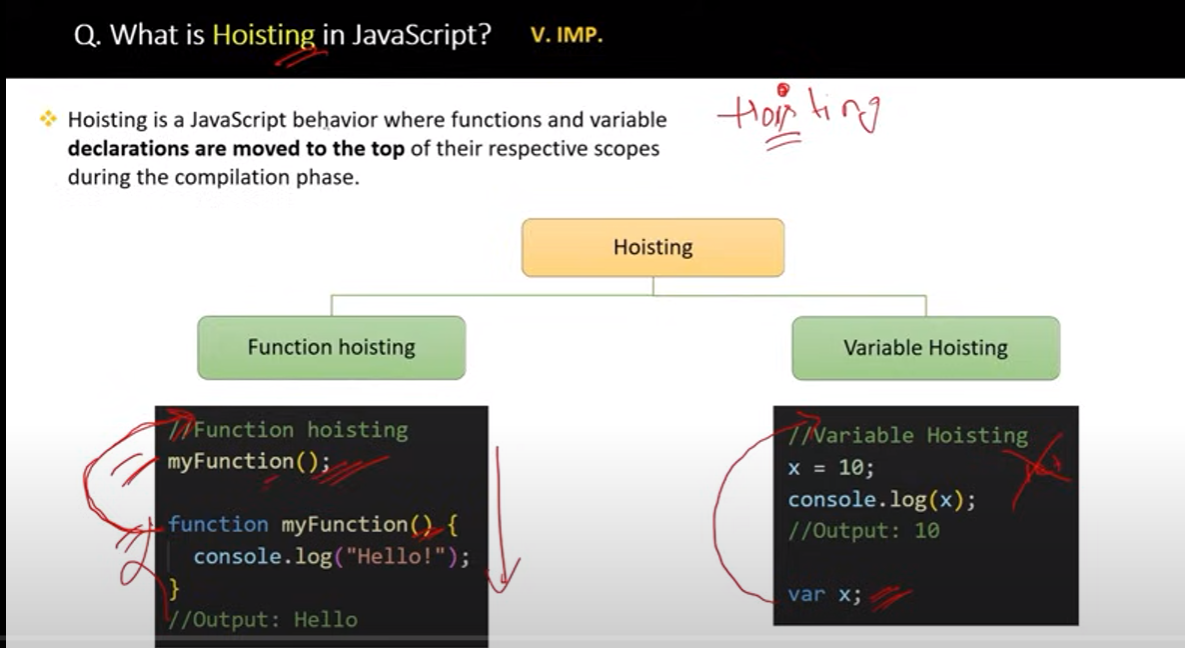 Q. What is Hoisting in JavaScript? V. IMP.
Hoisting is a JavaScript behavior where functions and variable
declarations are moved to the top of their respective scopes
during the compilation phase.
Hoisting
Hoisting
Function hoisting
//Function hoisting
myFunction();
function myFunction() {
console.log("Hello!");
}
//Output: Hello
Variable Hoisting
//Variable Hoisting
x = 10;
console.log(x);
//Output: 10
var x;